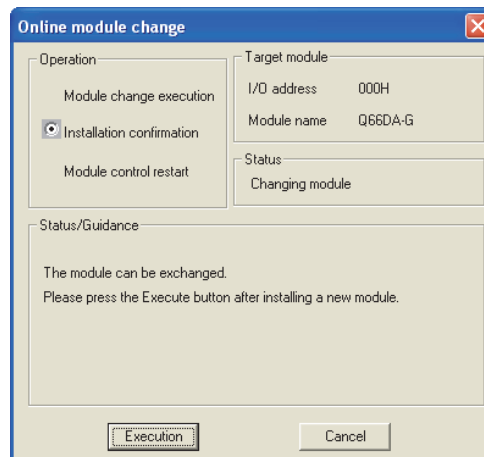 Online module change
Operation
Module change execution
Installation confirmation
Module control restart
Target module
I/O address 000H
Module name Q66DA-G
Status
Changing module
Status/Guidance
The module can be exchanged.
Please press the Execute button after installing a new module.
Execution Cancel